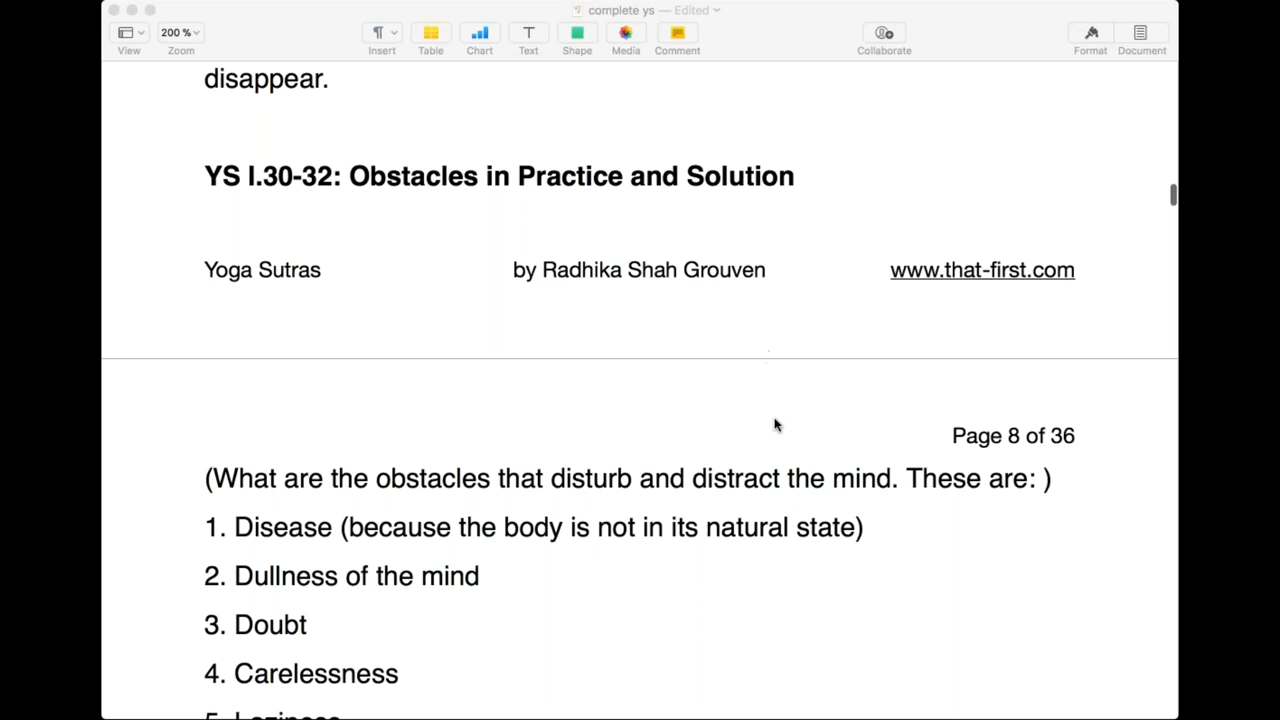 complete ys — Edited
200 %
View
Zoom
Insert
Table
Chart
Text
Shape
Media
Comment
Collaborate
Format
Document
disappear.
YS I.30-32: Obstacles in Practice and Solution
Yoga Sutras by Radhika Shah Grouven www.that-first.com
Page 8 of 36
(What are the obstacles that disturb and distract the mind. These are: )
1. Disease (because the body is not in its natural state)
2. Dullness of the mind
3. Doubt
4. Carelessness
5. Laziness